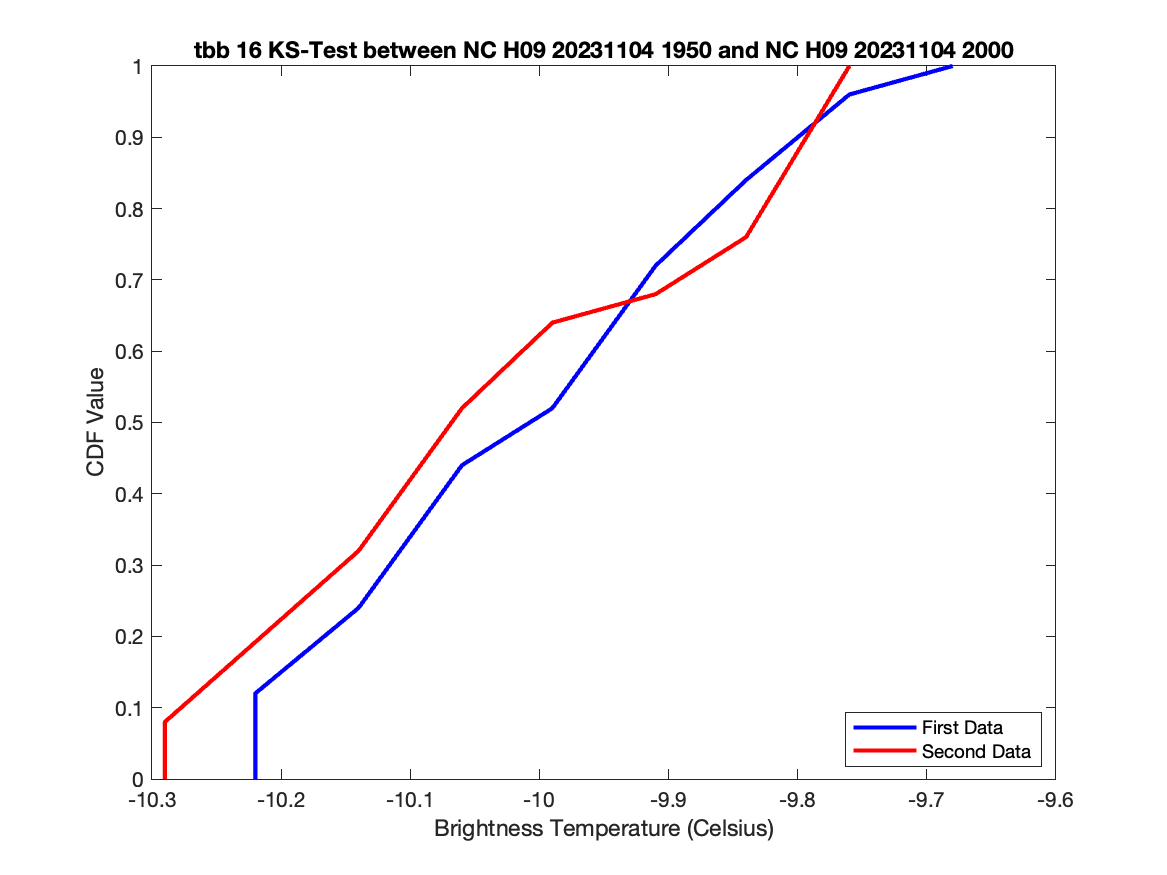 tbb 16 KS-Test between NC H09 20231104 1950 and NC H09 20231104 2000
1
0.9
0.8
0.7
0.6
0.5
0.4
0.3
0.2
0.1
0
CDF Value
First Data
Second Data
-10.3 -10.2 -10.1 -10 -9.9 -9.8 -9.7 -9.6
Brightness Temperature (Celsius)